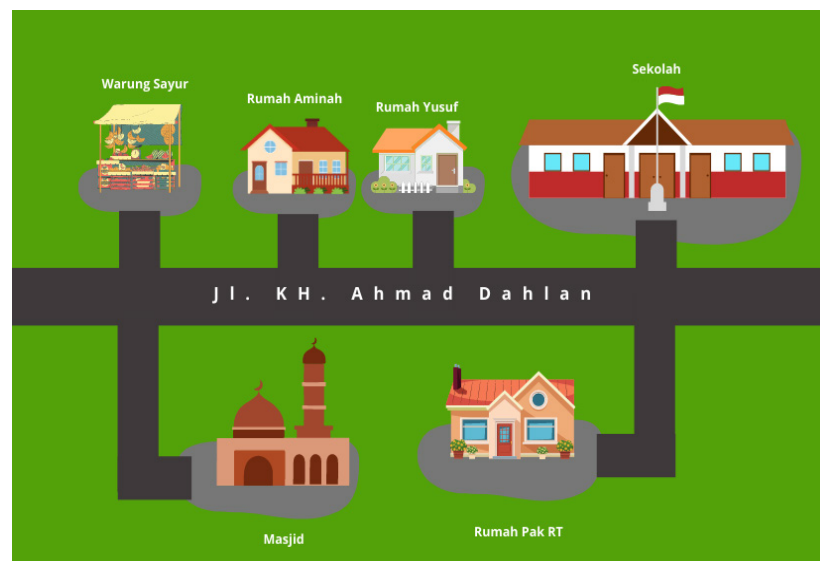 Warung Sayur
Rumah Aminah
Rumah Yusuf
Sekolah
Jl. KH. Ahmad Dahlan
Masjid
Rumah Pak RT